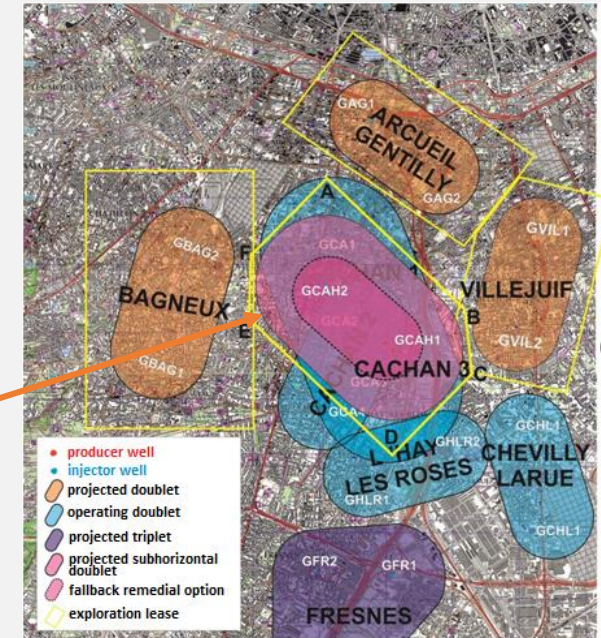 GAG1
ARCUEIL
GENTILLY
GAG2
A
GCA1
GBAG2
F
GVIL1
BAGNEUX
GCAH2
VILLEJUIF
GCA2
B
E
GCAH1
GVIL2
GBAG1
CACHAN 3
C
GCA4
D
GHLR2
GCHL1
L'HAY
LES ROSES
CHEVILLY
LARUE
GHLR1
GCHL1
GFR2
GFR1
FRESNES
producer well
injector well
projected doublet
operating doublet
projected triplet
projected subhorizontal
doublet
fallback remedial option
exploration lease